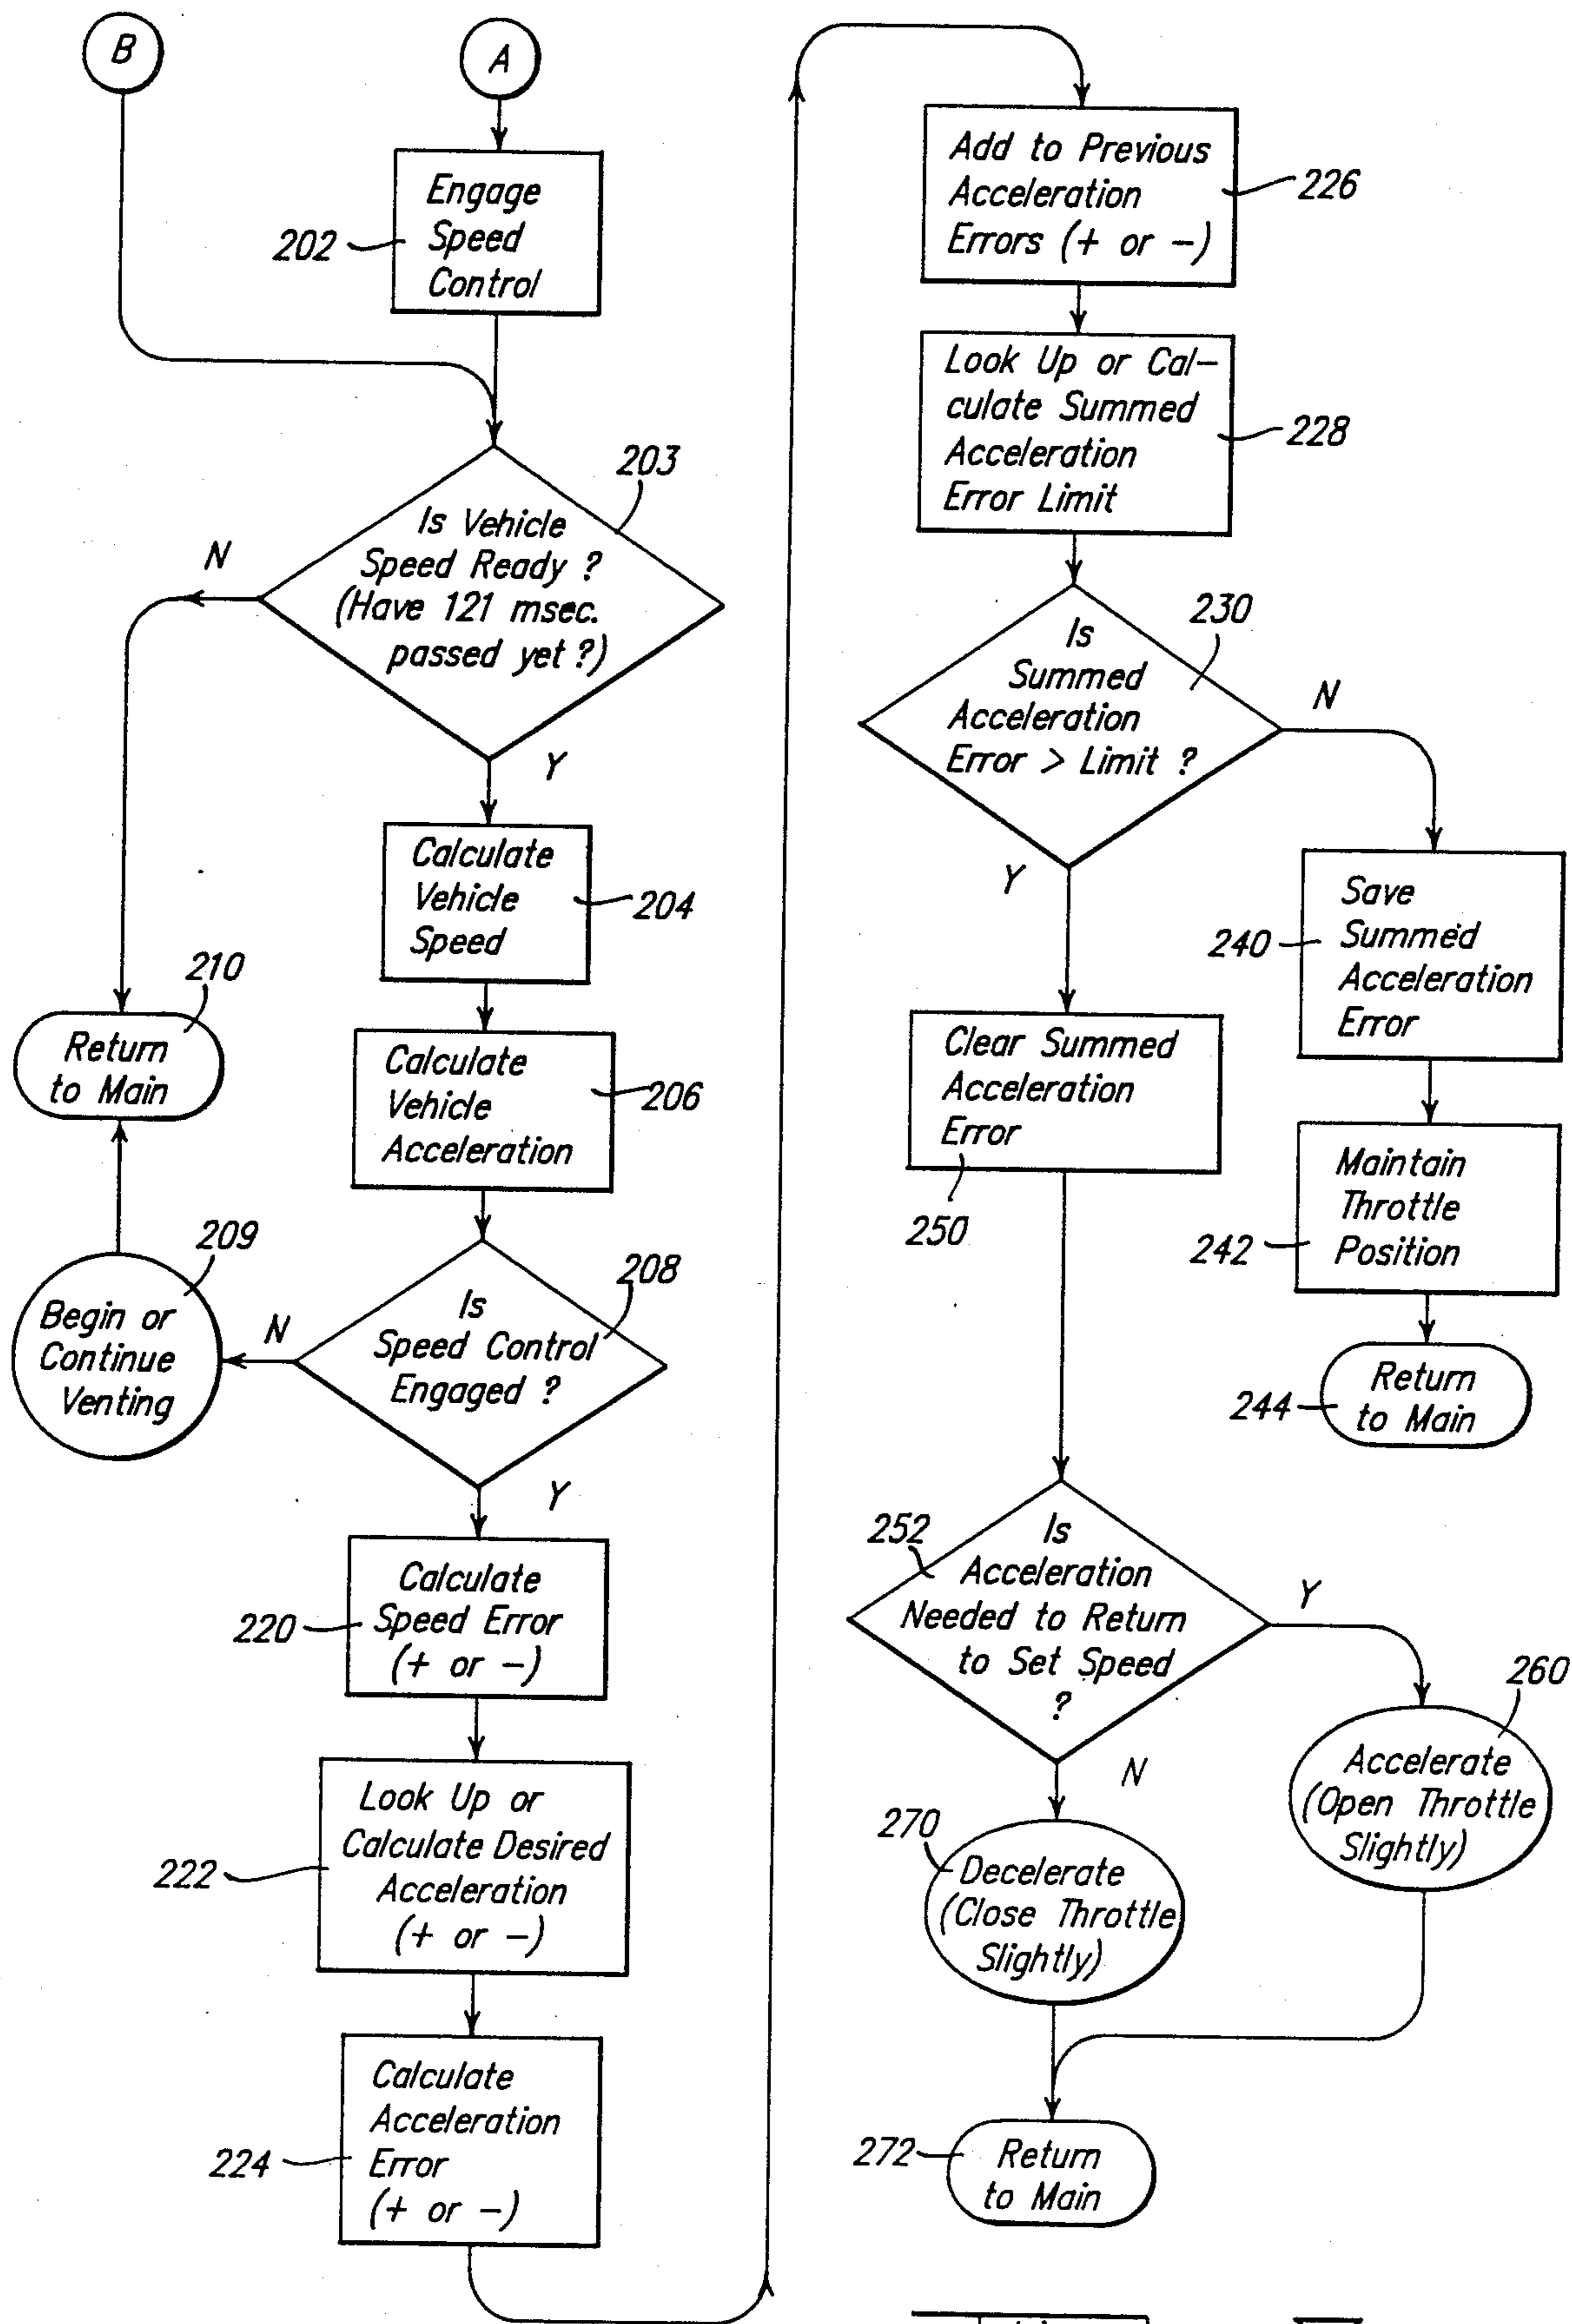 B
A
Engage
Speed
Control
202
Is Vehicle
Speed Ready ?
(Have 121 msec.
passed yet ?)
203
N
Y
Calculate
Vehicle
Speed
204
Calculate
Vehicle
Acceleration
206
210
Return
to Main
209
Begin or
Continue
Venting
N
Is
Speed Control
Engaged ?
208
Y
Calculate
Speed Error
(+ or -)
220
Look Up or
Calculate Desired
Acceleration
(+ or -)
222
Calculate
Acceleration
Error
(+ or -)
224
Add to Previous
Acceleration
Errors (+ or -)
226
Look Up or Cal-
culate Summed
Acceleration
Error Limit
228
Is
Summed
Acceleration
Error > Limit ?
230
N
Y
Save
Summed
Acceleration
Error
240
Maintain
Throttle
Position
242
Return
to Main
244
Clear Summed
Acceleration
Error
250
Is
Acceleration
Needed to Return
to Set Speed
?
252
Y
N
Accelerate
(Open Throttle
Slightly)
260
Decelerate
(Close Throttle
Slightly)
270
Return
to Main
272